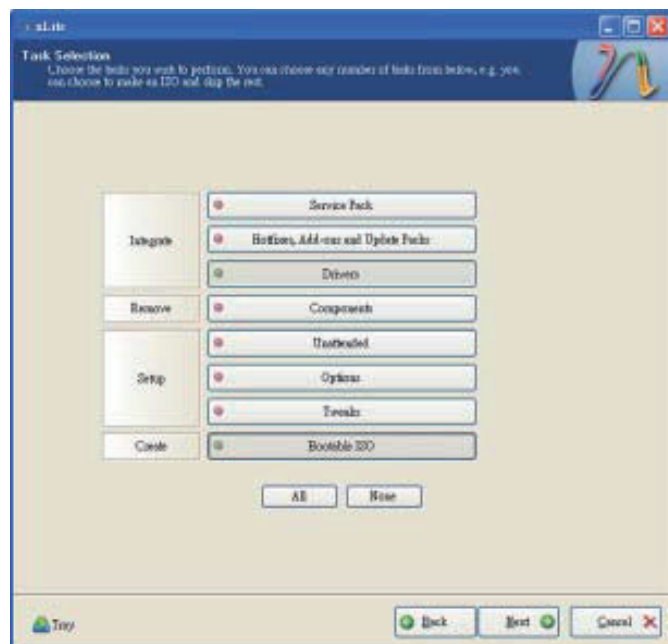 nLite
Task Selection
Choose the tasks you wish to perform. You can choose any number of tasks from below, e.g. you
can choose to make an ISO and skip the rest.
Integrate
Service Pack
Hotfixes, Add-ons and Update Packs
Drivers
Remove
Components
Setup
Unattended
Options
Tweaks
Create
Bootable ISO
All
None
Tray
Back
Next
Cancel